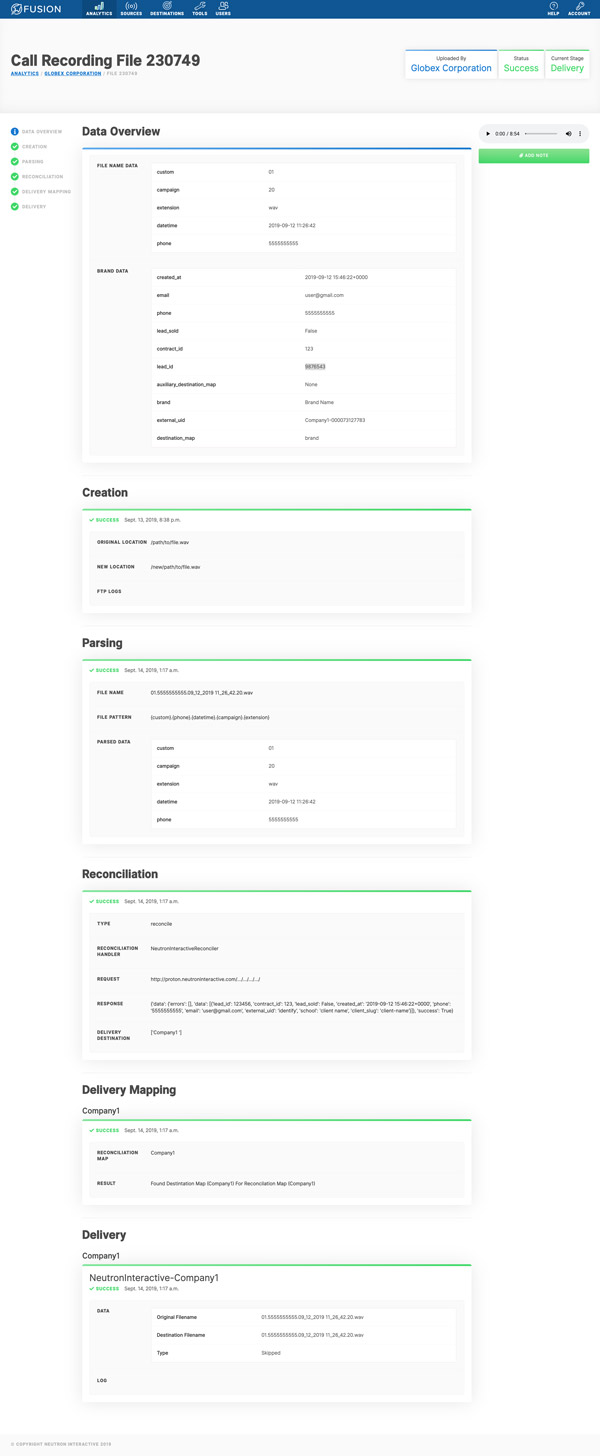 FUSION
ANALYTICS SOURCES DESTINATIONS TOOLS USERS HELP ACCOUNT
Call Recording File 230749
ANALYTICS / GLOBEX CORPORATION / FILE 230749
Uploaded By Status Current Stage
Globex Corporation Success Delivery
DATA OVERVIEW
CREATION
PARSING
RECONCILIATION
DELIVERY MAPPING
DELIVERY
Data Overview
0:00 / 8:54
ADD NOTE
FILE NAME DATA
custom 01
campaign 20
extension wav
datetime 2019-09-12 11:26:42
phone 5555555555
BRAND DATA
created_at 2019-09-12 15:46:22+0000
email user@gmail.com
phone 5555555555
lead_sold False
contract_id 123
lead_id 9876543
auxiliary_destination_map None
brand Brand Name
external_uid Company1-000073127783
destination_map brand
Creation
SUCCESS Sept. 13, 2019, 8:38 p.m.
ORIGINAL LOCATION /path/to/file.wav
NEW LOCATION /new/path/to/file.wav
FTP LOGS
Parsing
SUCCESS Sept. 14, 2019, 1:17 a.m.
FILE NAME 01.5555555555.09_12_2019 11_26_42.20.wav
FILE PATTERN {custom}.{phone}.{datetime}.{campaign}.{extension}
PARSED DATA
custom 01
campaign 20
extension wav
datetime 2019-09-12 11:26:42
phone 5555555555
Reconciliation
SUCCESS Sept. 14, 2019, 1:17 a.m.
TYPE reconcile
RECONCILIATION HANDLER NeutronInteractiveReconciler
REQUEST http://proton.neutroninteractive.com/.../.../.../.../
RESPONSE {'data': {'errors': [], 'data': [{'lead_id': 123456, 'contract_id': 123, 'lead_sold': False, 'created_at': '2019-09-12 15:46:22+0000', 'phone':
'5555555555', 'email': 'user@gmail.com', 'external_uid': 'identify', 'school': 'client name', 'client_slug': 'client-name'}]}, 'success': True}
DELIVERY DESTINATION ['Company1 ']
Delivery Mapping
Company1
SUCCESS Sept. 14, 2019, 1:17 a.m.
RECONCILIATION MAP Company1
RESULT Found Destintation Map (Company1) For Reconcilation Map (Company1)
Delivery
Company1
NeutronInteractive-Company1
SUCCESS Sept. 14, 2019, 1:17 a.m.
DATA
Original Filename 01.5555555555.09_12_2019 11_26_42.20.wav
Destination Filename 01.5555555555.09_12_2019 11_26_42.20.wav
Type Skipped
LOG
© COPYRIGHT NEUTRON INTERACTIVE 2019